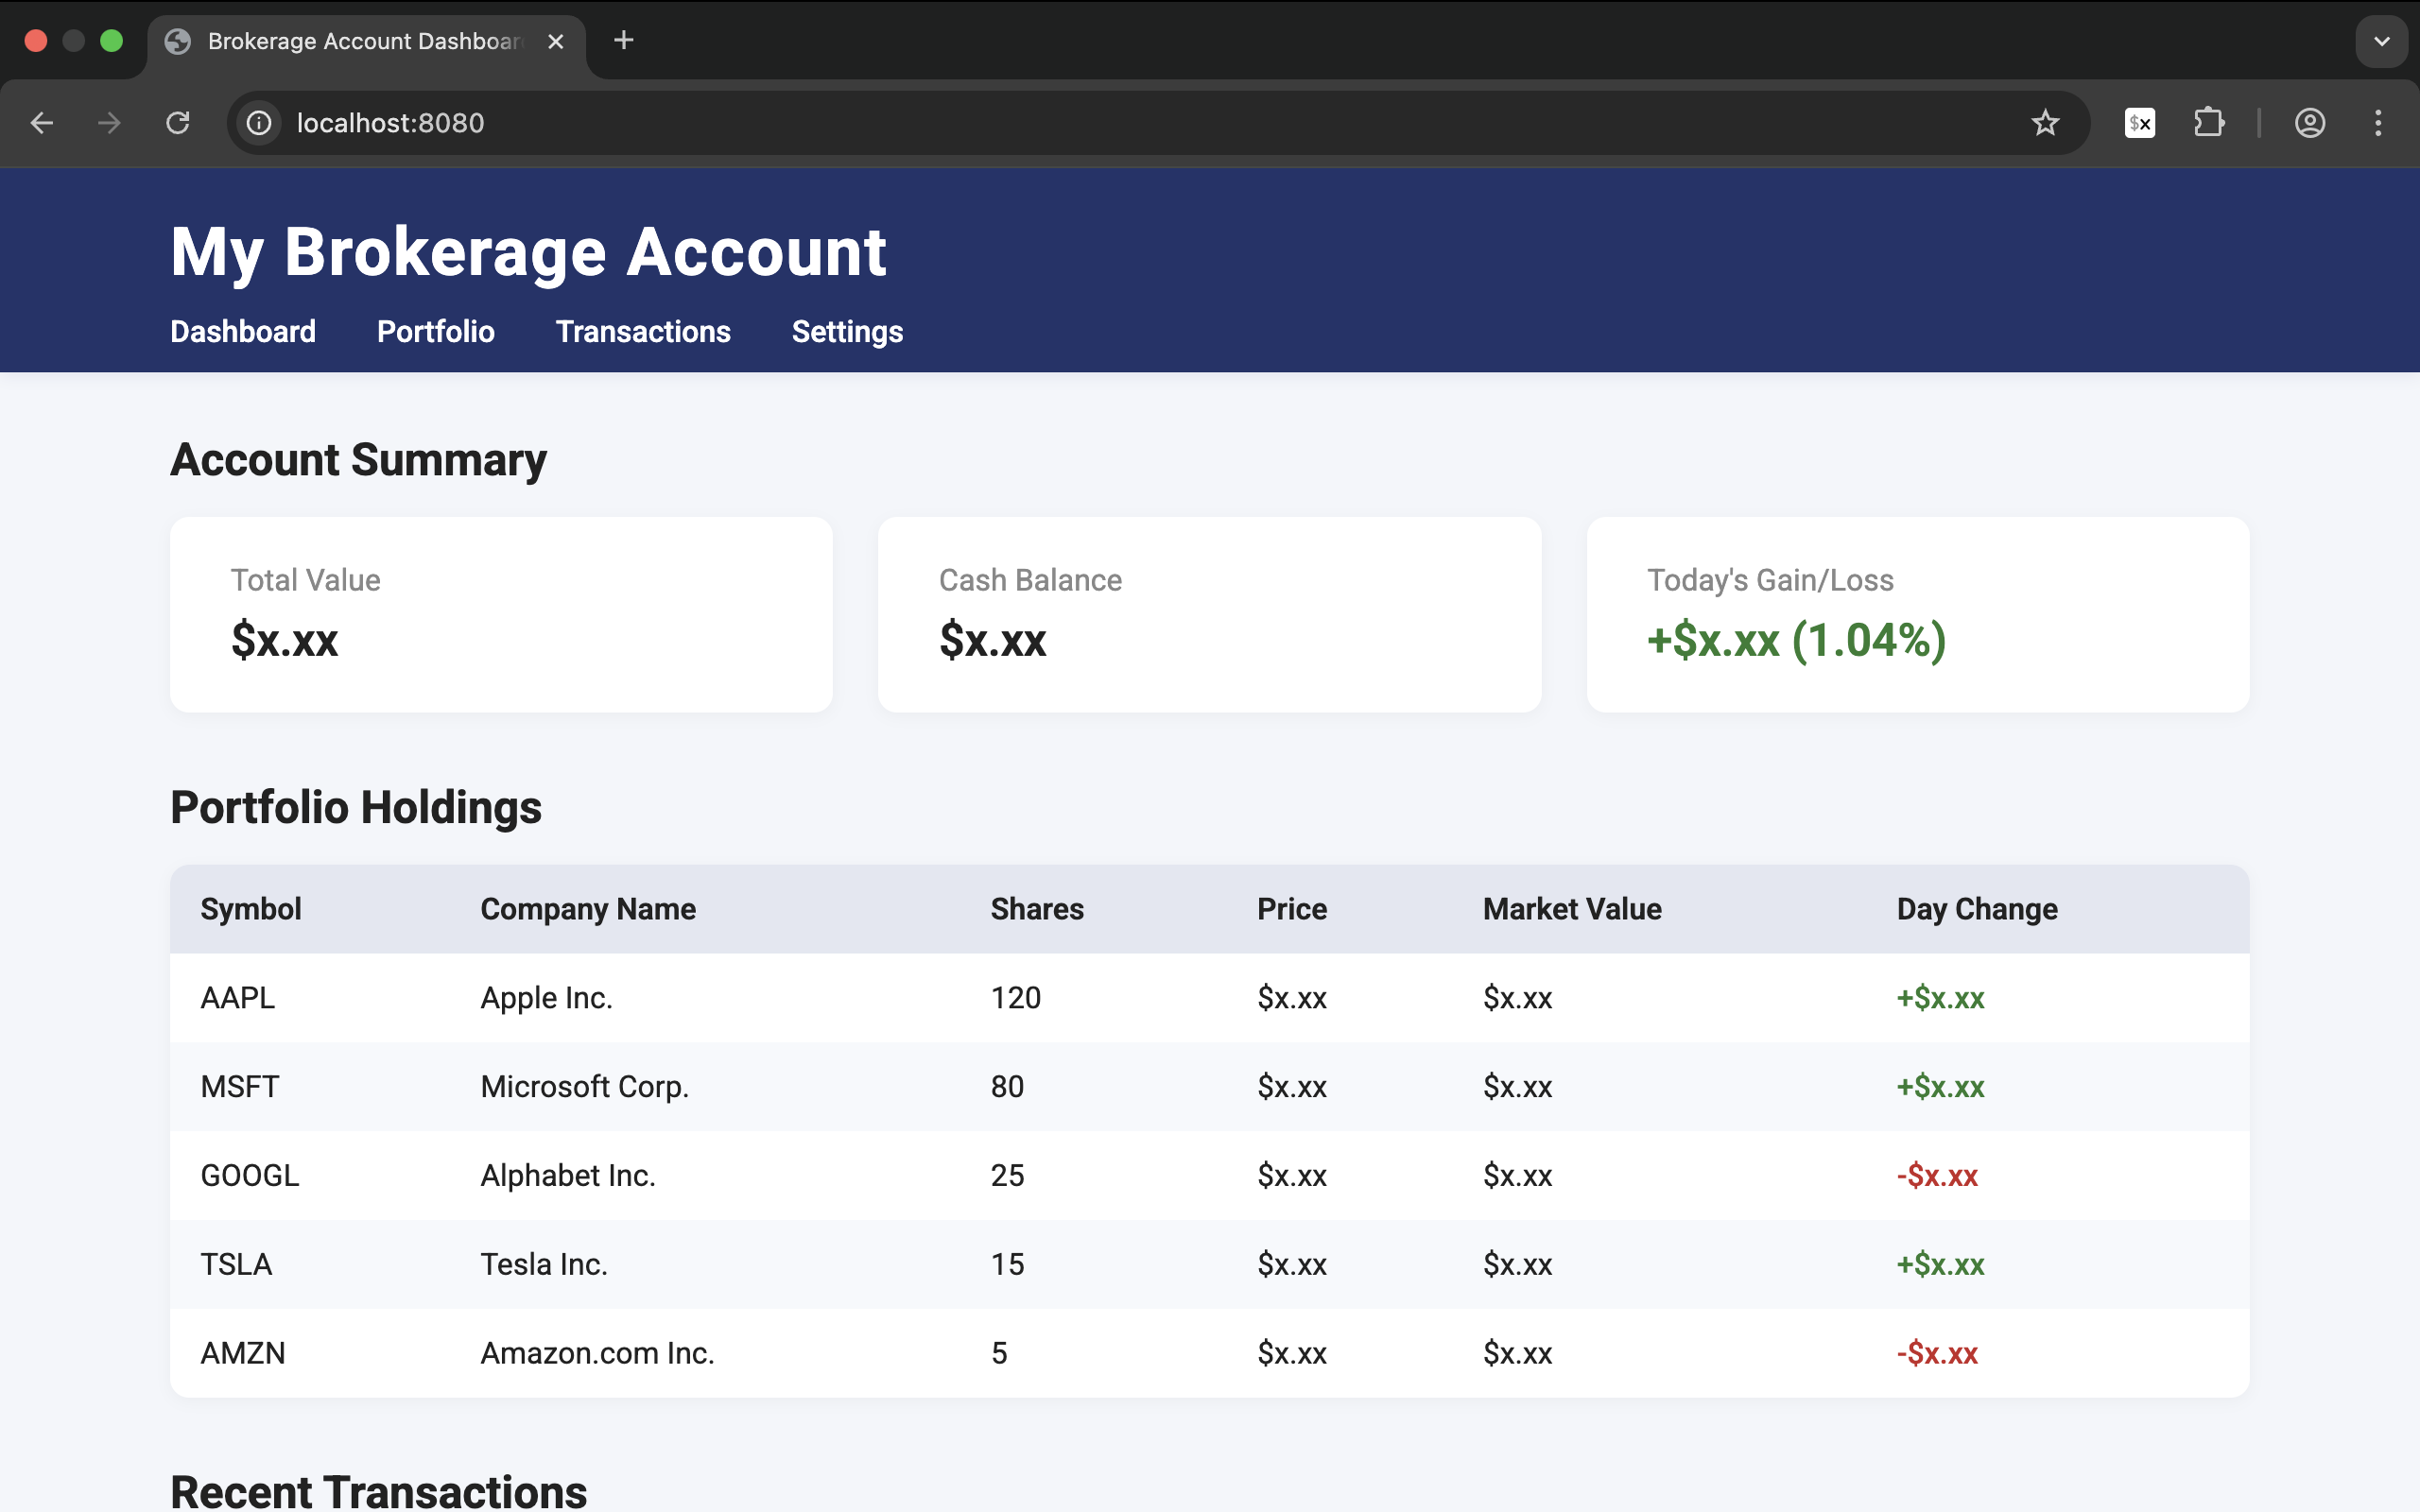 Brokerage Account Dashboar
localhost:8080
$x
My Brokerage Account
Dashboard Portfolio Transactions Settings
Account Summary
Total Value Cash Balance Today's Gain/Loss
$x.xx $x.xx +$x.xx (1.04%)
Portfolio Holdings
Symbol Company Name Shares Price Market Value Day Change
AAPL Apple Inc. 120 $x.xx $x.xx +$x.xx
MSFT Microsoft Corp. 80 $x.xx $x.xx +$x.xx
GOOGL Alphabet Inc. 25 $x.xx $x.xx -$x.xx
TSLA Tesla Inc. 15 $x.xx $x.xx +$x.xx
AMZN Amazon.com Inc. 5 $x.xx $x.xx -$x.xx
Recent Transactions